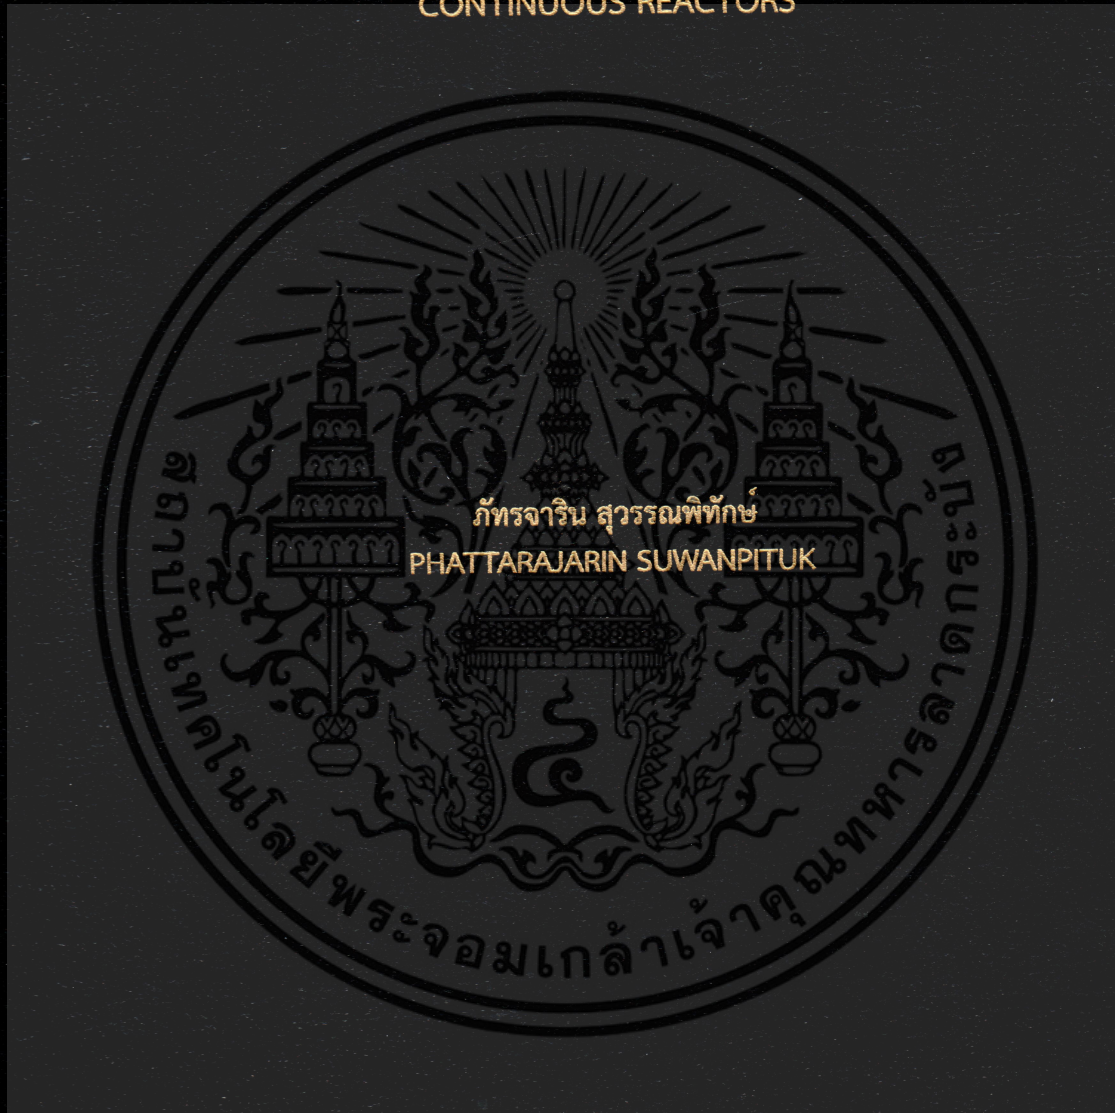 CONTINUOUS REACTORS
ภัทรจาริน สุวรรณพิทักษ์
PHATTARAJARIN SUWANPITUK
สถาบันเทคโนโลยีพระจอมเกล้าเจ้าคุณทหารลาดกระบัง
๔